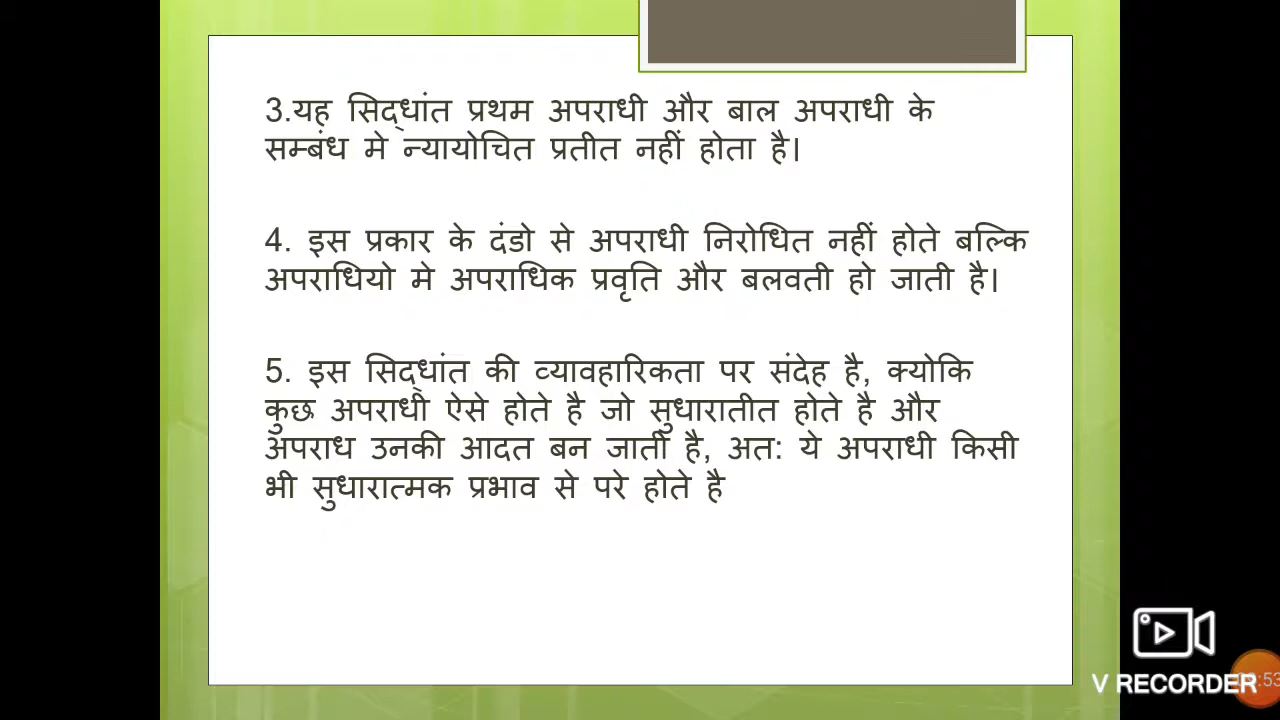 3.यह सिद्धांत प्रथम अपराधी और बाल अपराधी के
सम्बंध मे न्यायोचित प्रतीत नहीं होता है।
4. इस प्रकार के दंडो से अपराधी निरोधित नहीं होते बल्कि
अपराधियो मे अपराधिक प्रवृति और बलवती हो जाती है।
5. इस सिद्धांत की व्यावहारिकता पर संदेह है, क्योकि
कुछ अपराधी ऐसे होते है जो सुधारातीत होते है और
अपराध उनकी आदत बन जाती है, अत: ये अपराधी किसी
भी सुधारात्मक प्रभाव से परे होते है
V RECORDER
:53